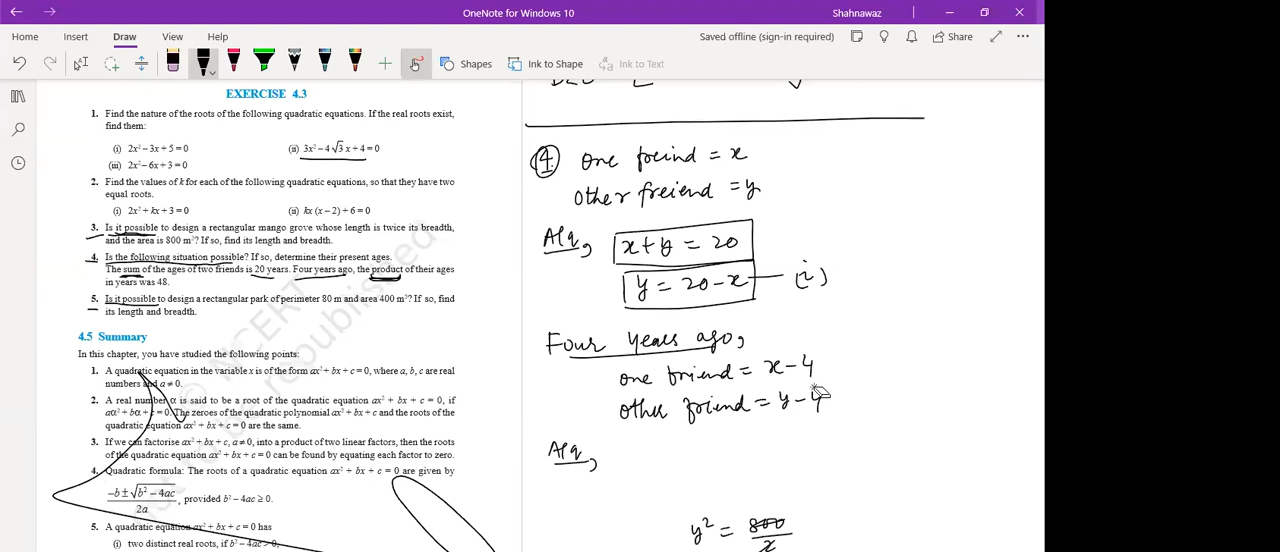 OneNote for Windows 10
Shahnawaz
Home Insert Draw View Help
Saved offline (sign-in required) Share
Shapes Ink to Shape Ink to Text
EXERCISE 4.3
1. Find the nature of the roots of the following quadratic equations. If the real roots exist,
find them:
(i) 2x² – 3x + 5 = 0 (ii) 3x² – 4√3 x + 4 = 0
(iii) 2x² – 6x + 3 = 0
2. Find the values of k for each of the following quadratic equations, so that they have two
equal roots.
(i) 2x² + kx + 3 = 0 (ii) kx (x – 2) + 6 = 0
3. Is it possible to design a rectangular mango grove whose length is twice its breadth,
and the area is 800 m²? If so, find its length and breadth.
4. Is the following situation possible? If so, determine their present ages.
The sum of the ages of two friends is 20 years. Four years ago, the product of their ages
in years was 48.
5. Is it possible to design a rectangular park of perimeter 80 m and area 400 m²? If so, find
its length and breadth.
4.5 Summary
In this chapter, you have studied the following points:
1. A quadratic equation in the variable x is of the form ax² + bx + c = 0, where a, b, c are real
numbers and a ≠ 0.
2. A real number α is said to be a root of the quadratic equation ax² + bx + c = 0, if
aα² + bα + c = 0. The zeroes of the quadratic polynomial ax² + bx + c and the roots of the
quadratic equation ax² + bx + c = 0 are the same.
3. If we can factorise ax² + bx + c, a ≠ 0, into a product of two linear factors, then the roots
of the quadratic equation ax² + bx + c = 0 can be found by equating each factor to zero.
4. Quadratic formula: The roots of a quadratic equation ax² + bx + c = 0 are given by
–b ± √b² – 4ac / 2a, provided b² – 4ac ≥ 0.
5. A quadratic equation ax² + bx + c = 0 has
(i) two distinct real roots, if b² – 4ac > 0,
© NCERT
republished
4. One freind = x
Other freiend = y
Alq, x + y = 20
y = 20 - x — (i)
Four years ago,
one friend = x - 4
other friend = y - 4
Alq,
y² = 800 / x